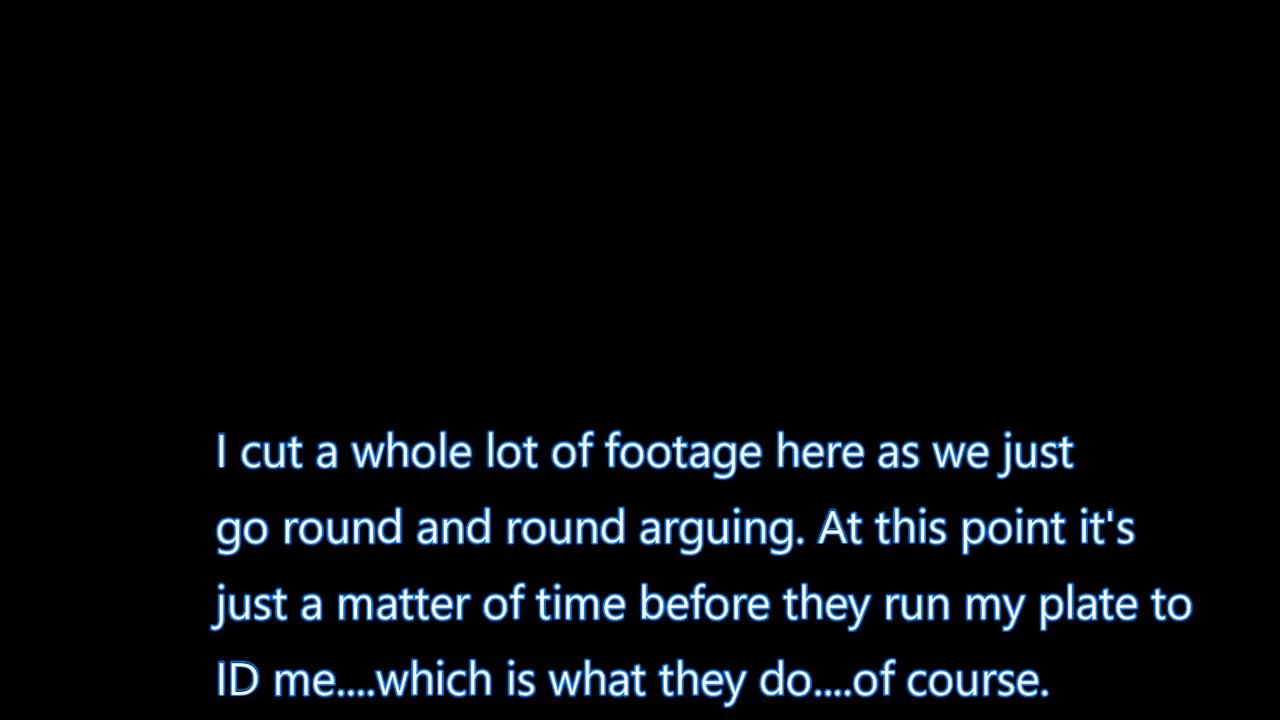 I cut a whole lot of footage here as we just
go round and round arguing. At this point it's
just a matter of time before they run my plate to
ID me....which is what they do....of course.